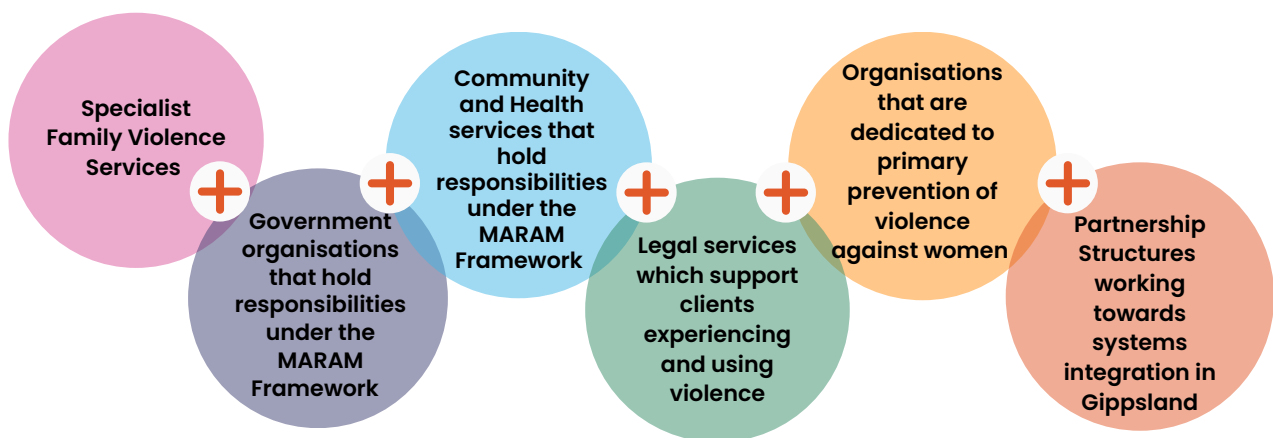 Specialist
Family Violence
Services
Government
organisations
that hold
responsibilities
under the
MARAM
Framework
Community
and Health
services that
hold
responsibilities
under the
MARAM
Framework
Legal services
which support
clients
experiencing
and using
violence
Organisations
that are
dedicated to
primary
prevention of
violence
against women
Partnership
Structures
working
towards
systems
integration in
Gippsland